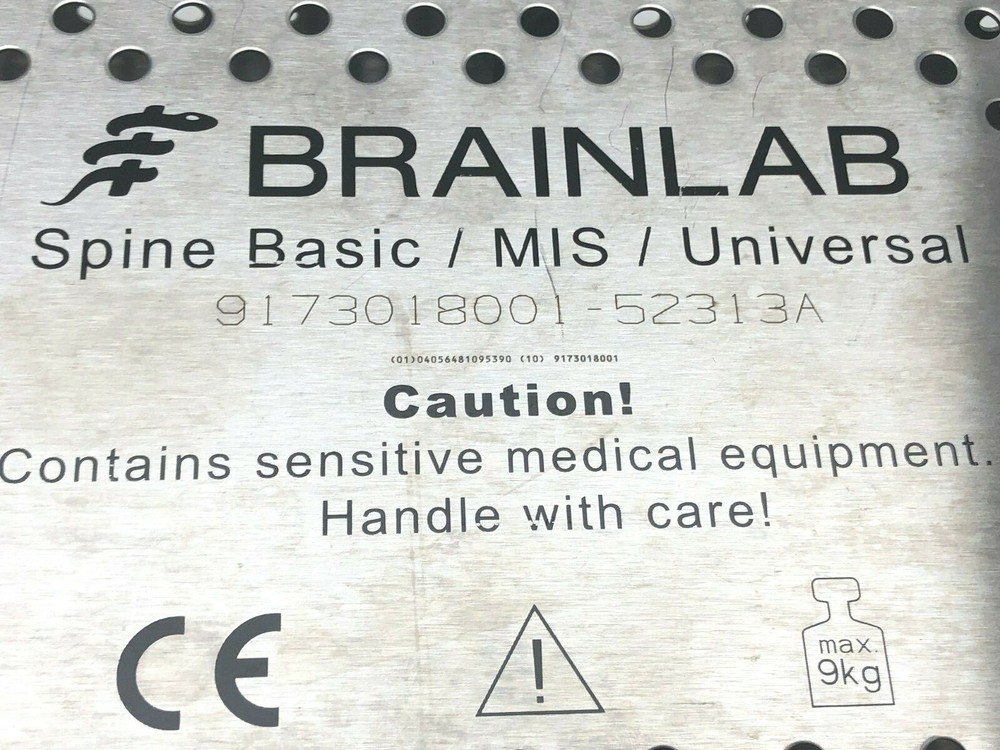 BRAINLAB
Spine Basic / MIS / Universal
9173018001-52313A
(01)04056481095390 (10) 9173018001
Caution!
Contains sensitive medical equipment.
Handle with care!
CE
!
max.
9kg